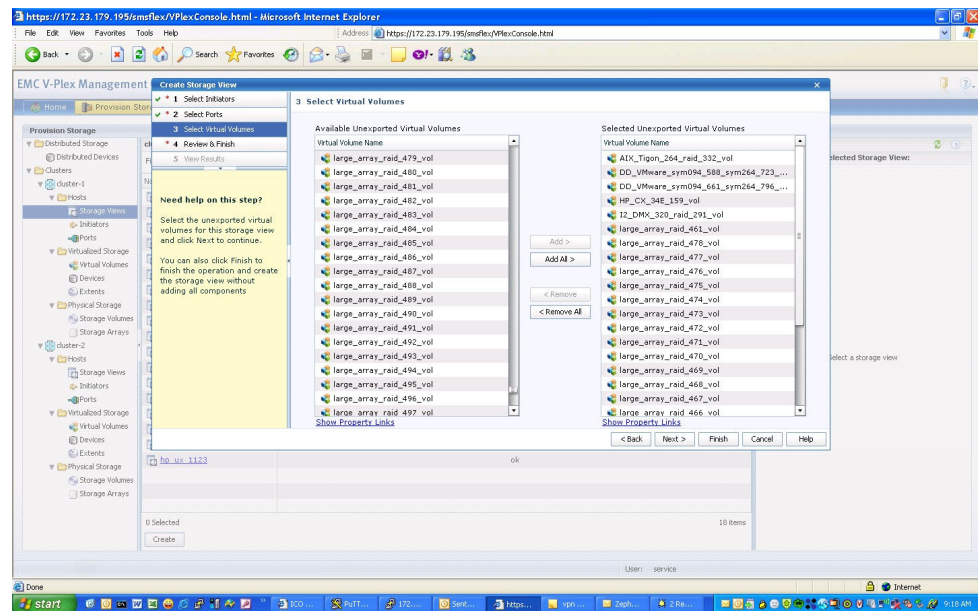 https://172.23.179.195/smsflex/VPlexConsole.html - Microsoft Internet Explorer
File Edit View Favorites Tools Help
Address https://172.23.179.195/smsflex/VPlexConsole.html
Back Search Favorites
EMC V-Plex Management
Home Provision Stor
Provision Storage
Distributed Storage
Distributed Devices
Clusters
cluster-1
Hosts
Storage Views
Initiators
Ports
Virtualized Storage
Virtual Volumes
Devices
Extents
Physical Storage
Storage Volumes
Storage Arrays
cluster-2
Hosts
Storage Views
Initiators
Ports
Virtualized Storage
Virtual Volumes
Devices
Extents
Physical Storage
Storage Volumes
Storage Arrays
Create Storage View
* 1 Select Initiators
* 2 Select Ports
3 Select Virtual Volumes
* 4 Review & Finish
5 View Results
Need help on this step?
Select the unexported virtual
volumes for this storage view
and click Next to continue.
You can also click Finish to
finish the operation and create
the storage view without
adding all components
3 Select Virtual Volumes
Available Unexported Virtual Volumes
Virtual Volume Name
large_array_raid_479_vol
large_array_raid_480_vol
large_array_raid_481_vol
large_array_raid_482_vol
large_array_raid_483_vol
large_array_raid_484_vol
large_array_raid_485_vol
large_array_raid_486_vol
large_array_raid_487_vol
large_array_raid_488_vol
large_array_raid_489_vol
large_array_raid_490_vol
large_array_raid_491_vol
large_array_raid_492_vol
large_array_raid_493_vol
large_array_raid_494_vol
large_array_raid_495_vol
large_array_raid_496_vol
large_array_raid_497_vol
Show Property Links
Add >
Add All >
< Remove
< Remove All
Selected Unexported Virtual Volumes
Virtual Volume Name
AIX_Tigon_264_raid_332_vol
DD_VMware_sym094_588_sym264_723_...
DD_VMware_sym094_661_sym264_796_...
HP_CX_34E_159_vol
I2_DMX_320_raid_291_vol
large_array_raid_461_vol
large_array_raid_478_vol
large_array_raid_477_vol
large_array_raid_476_vol
large_array_raid_475_vol
large_array_raid_474_vol
large_array_raid_473_vol
large_array_raid_472_vol
large_array_raid_471_vol
large_array_raid_470_vol
large_array_raid_469_vol
large_array_raid_468_vol
large_array_raid_467_vol
large_array_raid_466_vol
Show Property Links
< Back Next > Finish Cancel Help
elected Storage View:
elect a storage view
hp_ux_1123 ok
0 Selected 18 items
Create
User: service
Done Internet
start ICO ... PuTT... 172.... Sent... https... vpn ... Zeph... 2 Re... 9:18 AM